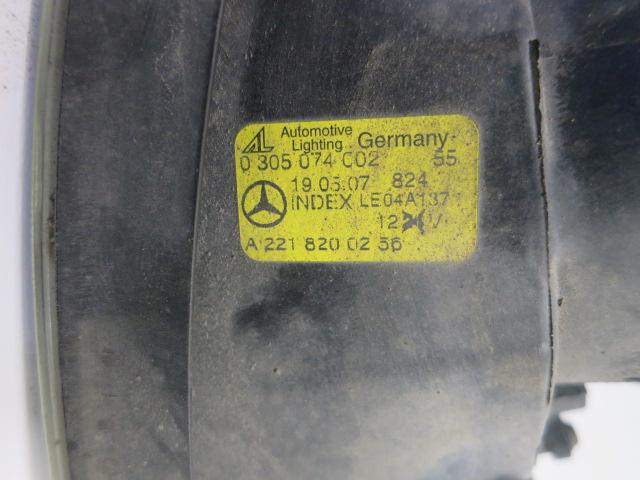 AL Automotive Lighting Germany
0 305 074 002 55
19.05.07 824
INDEX LE04A137
12 V
A 221 820 02 56